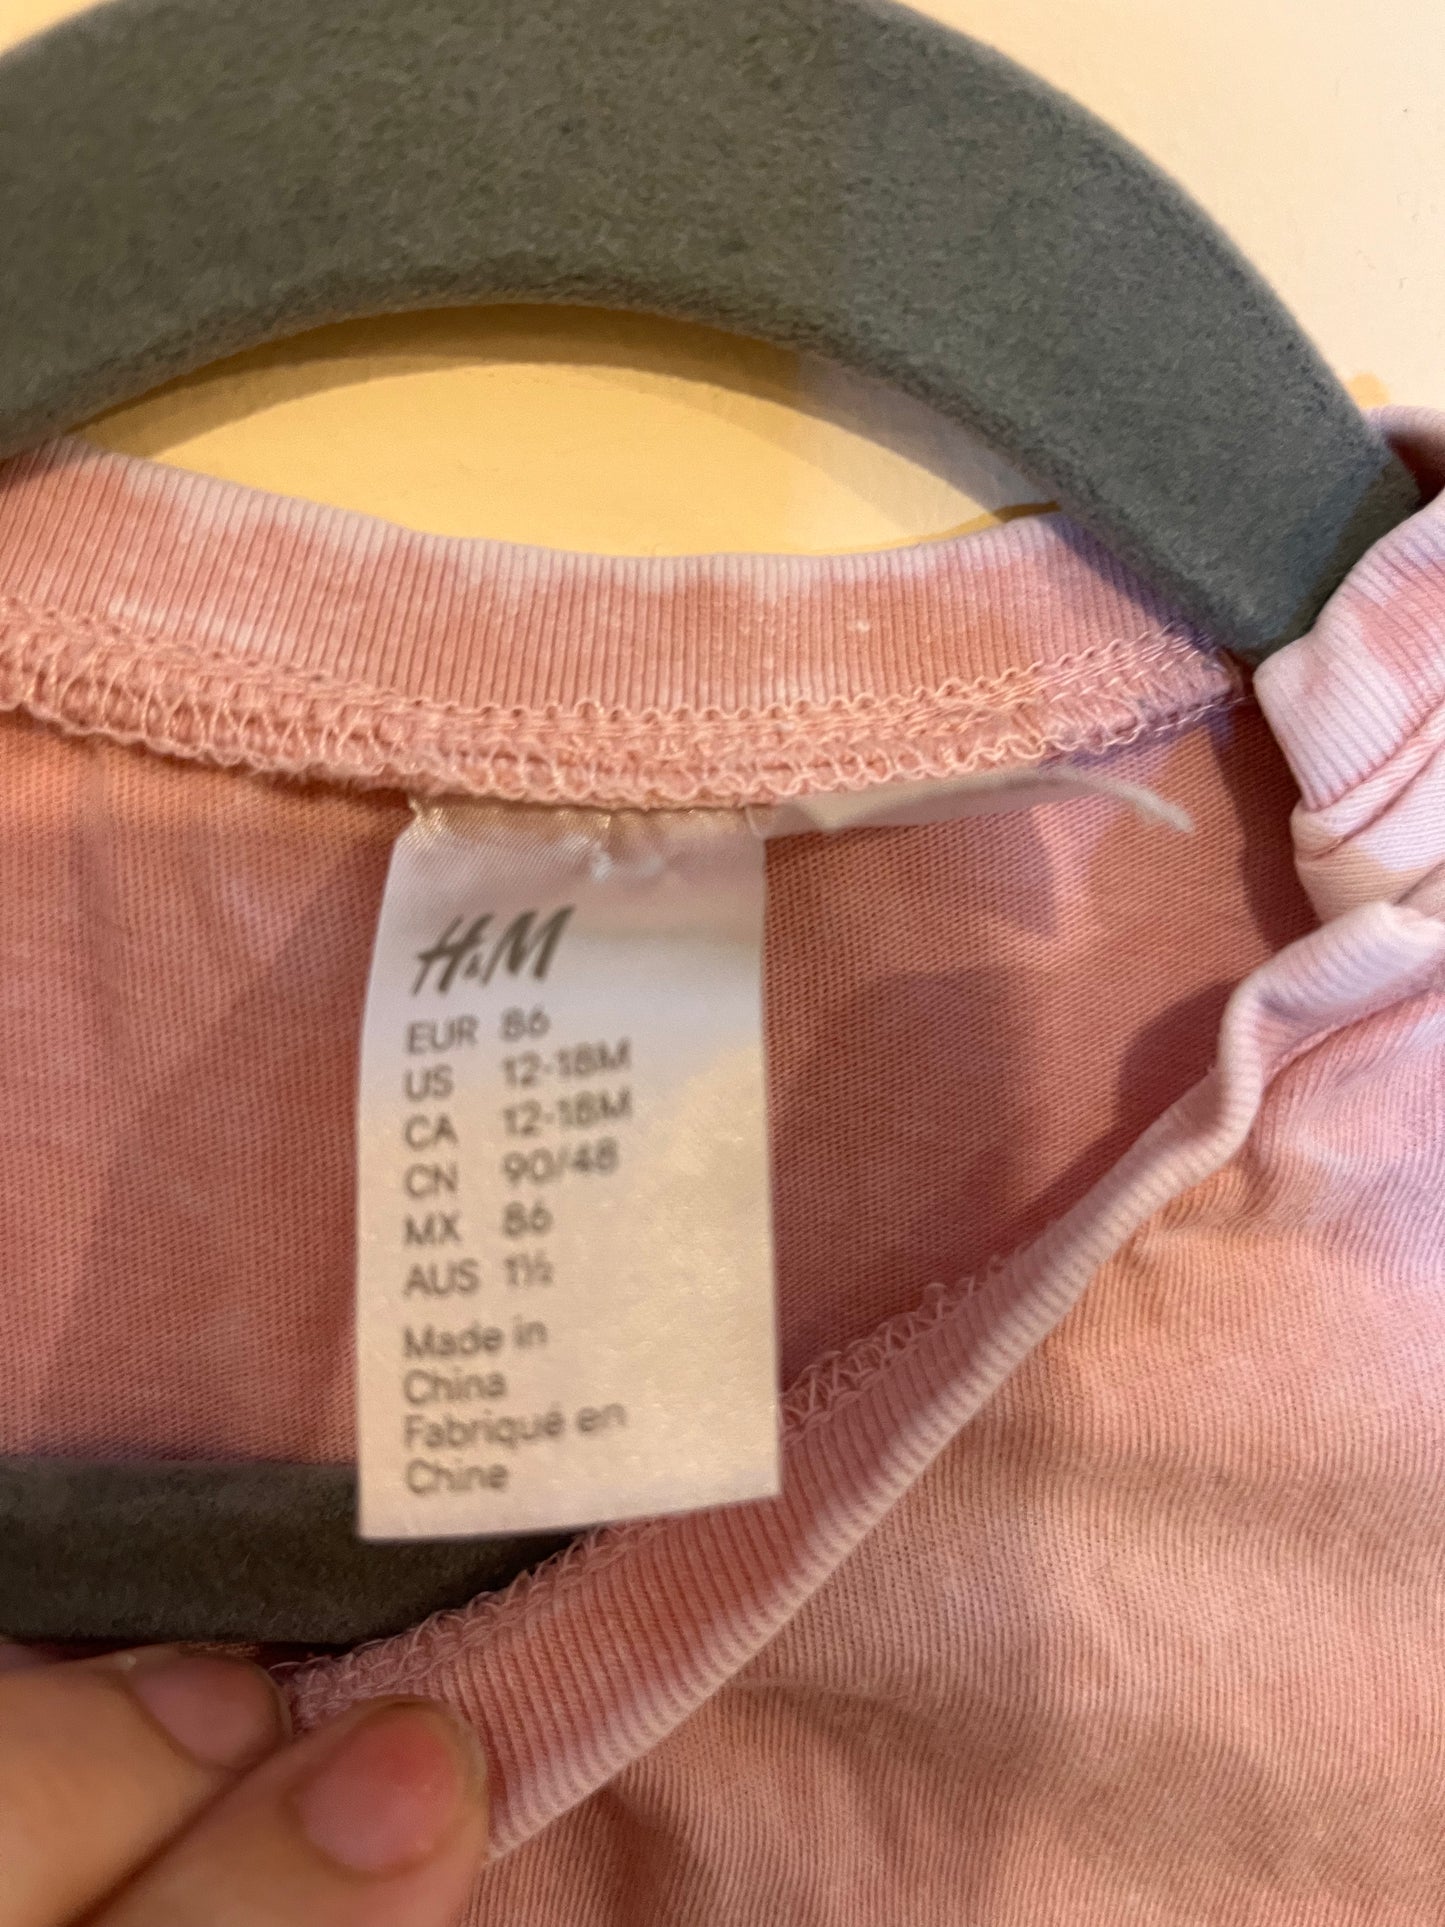 H&M
EUR 86
US 12-18M
CA 12-18M
CN 90/48
MX 86
AUS 1½
Made in
China
Fabriqué en
Chine